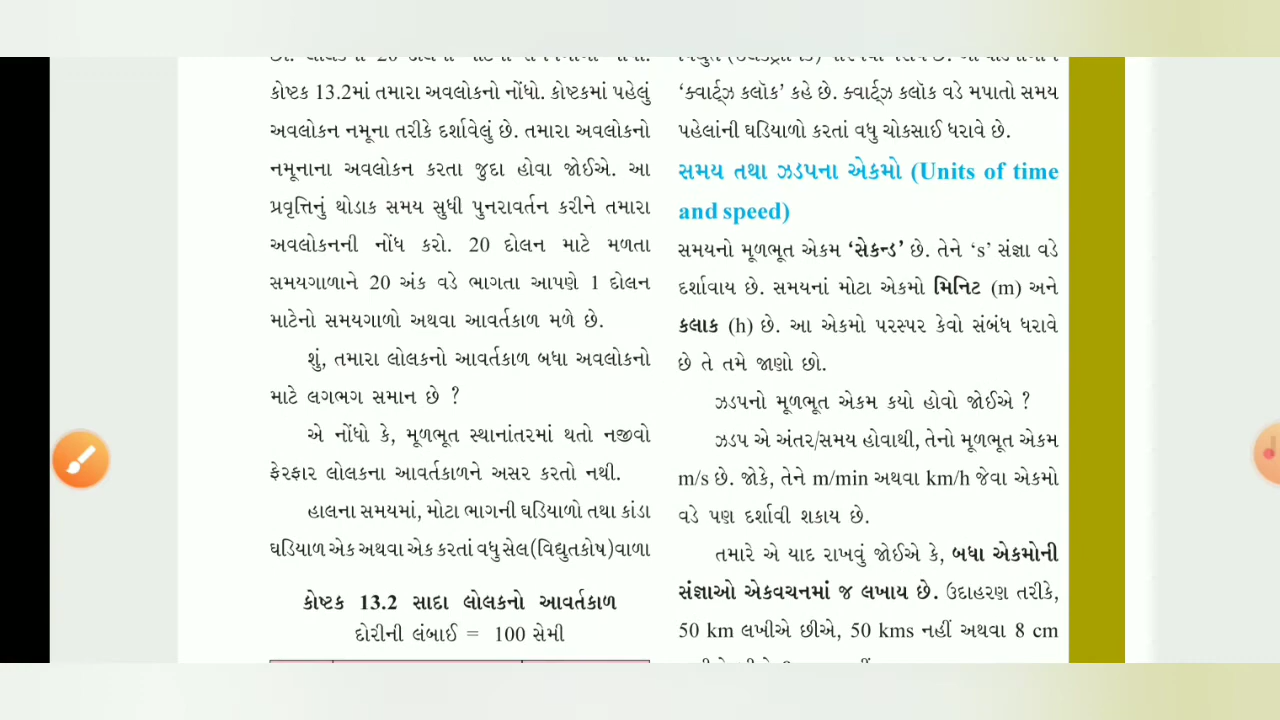 કોષ્ટક 13.2માં તમારા અવલોકનો નોંધો. કોષ્ટકમાં પહેલું
અવલોકન નમૂના તરીકે દર્શાવેલું છે. તમારા અવલોકનો
નમૂનાના અવલોકન કરતા જુદા હોવા જોઈએ. આ
પ્રવૃત્તિનું થોડાક સમય સુધી પુનરાવર્તન કરીને તમારા
અવલોકનની નોંધ કરો. 20 દોલન માટે મળતા
સમયગાળાને 20 અંક વડે ભાગતા આપણે 1 દોલન
માટેનો સમયગાળો અથવા આવર્તકાળ મળે છે.
શું, તમારા લોલકનો આવર્તકાળ બધા અવલોકનો
માટે લગભગ સમાન છે ?
એ નોંધો કે, મૂળભૂત સ્થાનાંતરમાં થતો નજીવો
ફેરફાર લોલકના આવર્તકાળને અસર કરતો નથી.
હાલના સમયમાં, મોટા ભાગની ઘડિયાળો તથા કાંડા
ઘડિયાળ એક અથવા એક કરતાં વધુ સેલ(વિદ્યુતકોષ)વાળા
કોષ્ટક 13.2 સાદા લોલકનો આવર્તકાળ
દોરીની લંબાઈ = 100 સેમી
‘ક્વાર્ટ્ઝ કલૉક’ કહે છે. ક્વાર્ટ્ઝ કલૉક વડે મપાતો સમય
પહેલાંની ઘડિયાળો કરતાં વધુ ચોકસાઈ ધરાવે છે.
સમય તથા ઝડપના એકમો (Units of time
and speed)
સમયનો મૂળભૂત એકમ ‘સેકન્ડ’ છે. તેને ‘s’ સંજ્ઞા વડે
દર્શાવાય છે. સમયનાં મોટા એકમો મિનિટ (m) અને
કલાક (h) છે. આ એકમો પરસ્પર કેવો સંબંધ ધરાવે
છે તે તમે જાણો છો.
ઝડપનો મૂળભૂત એકમ કયો હોવો જોઈએ ?
ઝડપ એ અંતર/સમય હોવાથી, તેનો મૂળભૂત એકમ
m/s છે. જોકે, તેને m/min અથવા km/h જેવા એકમો
વડે પણ દર્શાવી શકાય છે.
તમારે એ યાદ રાખવું જોઈએ કે, બધા એકમોની
સંજ્ઞાઓ એકવચનમાં જ લખાય છે. ઉદાહરણ તરીકે,
50 km લખીએ છીએ, 50 kms નહીં અથવા 8 cm